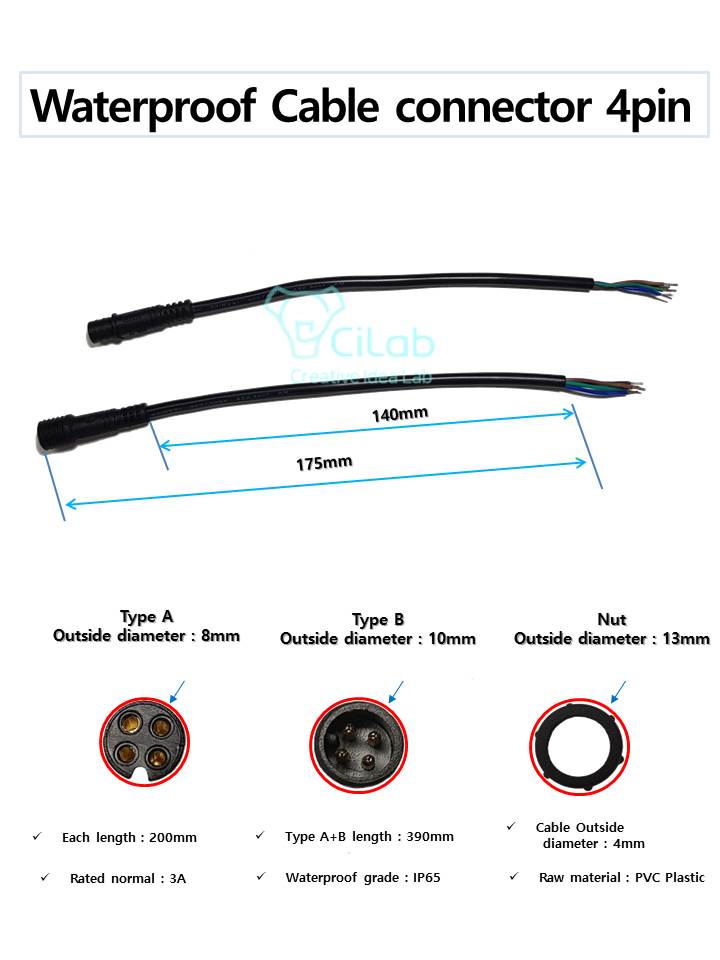 Waterproof Cable connector 4pin
CiLab
Creative Idea Lab
140mm
175mm
Type A
Outside diameter : 8mm
Type B
Outside diameter : 10mm
Nut
Outside diameter : 13mm
✓ Each length : 200mm
✓ Type A+B length : 390mm
✓ Cable Outside
diameter : 4mm
✓ Rated normal : 3A
✓ Waterproof grade : IP65
✓ Raw material : PVC Plastic